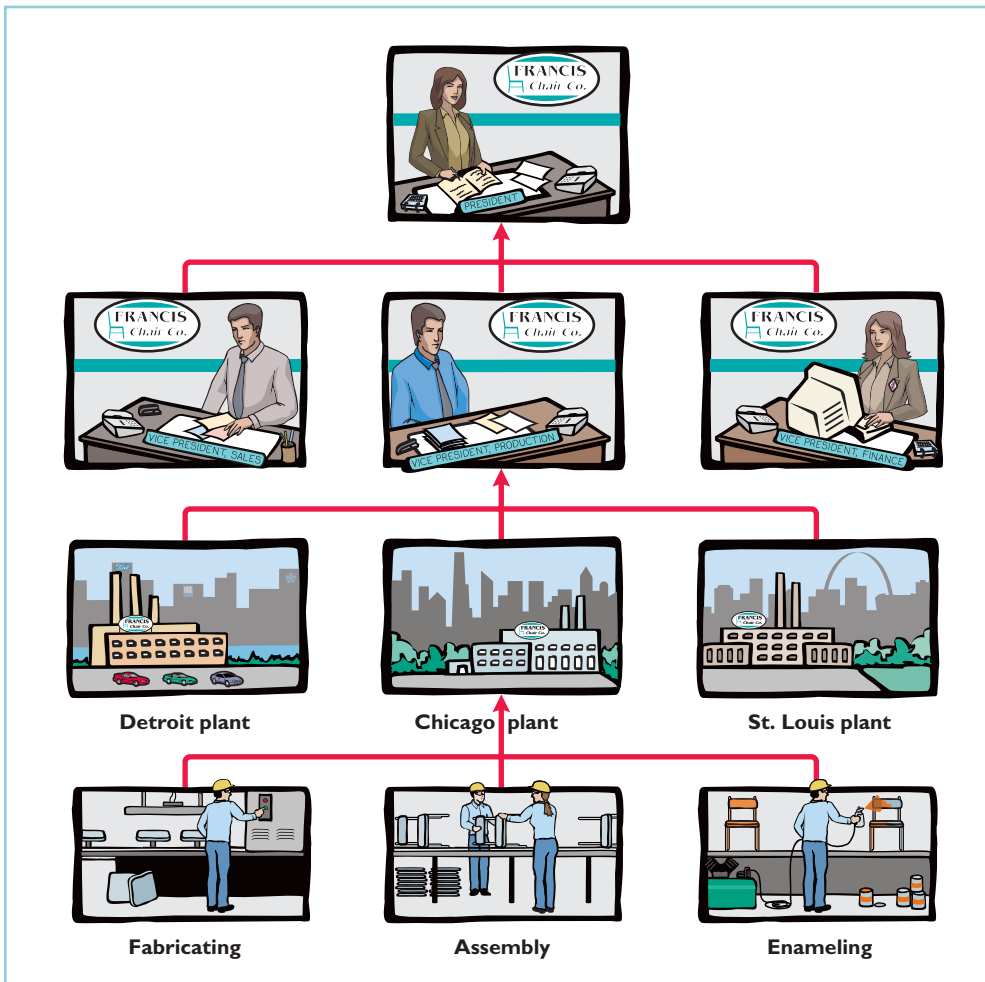 FRANCIS
Chair Co.
PRESIDENT
FRANCIS
Chair Co.
VICE PRESIDENT, SALES
FRANCIS
Chair Co.
VICE PRESIDENT, PRODUCTION
FRANCIS
Chair Co.
VICE PRESIDENT, FINANCE
Ford
FRANCIS
Chair Co.
FRANCIS
Chair Co.
FRANCIS
Chair Co.
Detroit plant
Chicago plant
St. Louis plant
Fabricating
Assembly
Enameling